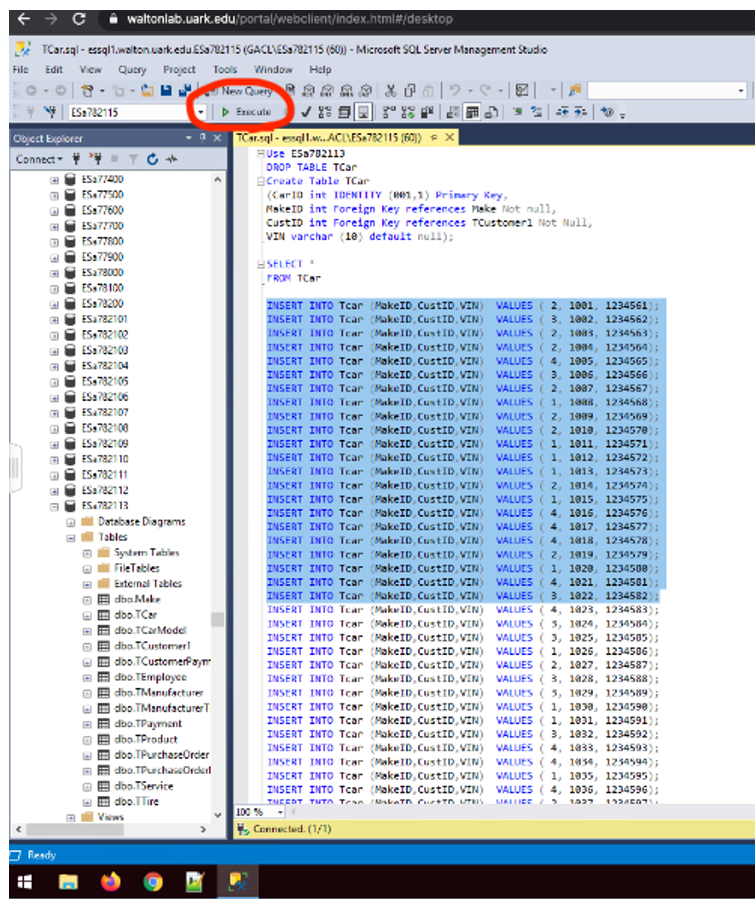 waltonlab.uark.edu/portal/webclient/index.html#/desktop
TCar.sql - essql1.walton.uark.edu.ESa782115 (GACL\ESa782115 (60)) - Microsoft SQL Server Management Studio
File Edit View Query Project Tools Window Help
New Query
ESa782115
Execute
Object Explorer
TCar.sql - essql1.w...ACL\ESa782115 (60))
Connect
ESa77400
ESa77500
ESa77600
ESa77700
ESa77800
ESa77900
ESa78000
ESa78100
ESa78200
ESa782101
ESa782102
ESa782103
ESa782104
ESa782105
ESa782106
ESa782107
ESa782108
ESa782109
ESa782110
ESa782111
ESa782112
ESa782113
Database Diagrams
Tables
System Tables
FileTables
External Tables
dbo.Make
dbo.TCar
dbo.TCarModel
dbo.TCustomer1
dbo.TCustomerPaym
dbo.TEmployee
dbo.TManufacturer
dbo.TManufacturerT
dbo.TPayment
dbo.TProduct
dbo.TPurchaseOrder
dbo.TPurchaseOrderl
dbo.TService
dbo.TTire
Views
Use ESa782113
DROP TABLE TCar
Create Table TCar
(CarID int IDENTITY (001,1) Primary Key,
MakeID int Foreign Key references Make Not null,
CustID int Foreign Key references TCustomer1 Not Null,
VIN varchar (10) default null);
SELECT *
FROM TCar
INSERT INTO Tcar (MakeID,CustID,VIN) VALUES ( 2, 1001, 1234561);
INSERT INTO Tcar (MakeID,CustID,VIN) VALUES ( 3, 1002, 1234562);
INSERT INTO Tcar (MakeID,CustID,VIN) VALUES ( 2, 1003, 1234563);
INSERT INTO Tcar (MakeID,CustID,VIN) VALUES ( 2, 1004, 1234564);
INSERT INTO Tcar (MakeID,CustID,VIN) VALUES ( 4, 1005, 1234565);
INSERT INTO Tcar (MakeID,CustID,VIN) VALUES ( 3, 1006, 1234566);
INSERT INTO Tcar (MakeID,CustID,VIN) VALUES ( 2, 1007, 1234567);
INSERT INTO Tcar (MakeID,CustID,VIN) VALUES ( 1, 1008, 1234568);
INSERT INTO Tcar (MakeID,CustID,VIN) VALUES ( 2, 1009, 1234569);
INSERT INTO Tcar (MakeID,CustID,VIN) VALUES ( 2, 1010, 1234570);
INSERT INTO Tcar (MakeID,CustID,VIN) VALUES ( 1, 1011, 1234571);
INSERT INTO Tcar (MakeID,CustID,VIN) VALUES ( 1, 1012, 1234572);
INSERT INTO Tcar (MakeID,CustID,VIN) VALUES ( 1, 1013, 1234573);
INSERT INTO Tcar (MakeID,CustID,VIN) VALUES ( 2, 1014, 1234574);
INSERT INTO Tcar (MakeID,CustID,VIN) VALUES ( 1, 1015, 1234575);
INSERT INTO Tcar (MakeID,CustID,VIN) VALUES ( 4, 1016, 1234576);
INSERT INTO Tcar (MakeID,CustID,VIN) VALUES ( 4, 1017, 1234577);
INSERT INTO Tcar (MakeID,CustID,VIN) VALUES ( 4, 1018, 1234578);
INSERT INTO Tcar (MakeID,CustID,VIN) VALUES ( 2, 1019, 1234579);
INSERT INTO Tcar (MakeID,CustID,VIN) VALUES ( 1, 1020, 1234580);
INSERT INTO Tcar (MakeID,CustID,VIN) VALUES ( 4, 1021, 1234581);
INSERT INTO Tcar (MakeID,CustID,VIN) VALUES ( 3, 1022, 1234582);
INSERT INTO Tcar (MakeID,CustID,VIN) VALUES ( 4, 1023, 1234583);
INSERT INTO Tcar (MakeID,CustID,VIN) VALUES ( 3, 1024, 1234584);
INSERT INTO Tcar (MakeID,CustID,VIN) VALUES ( 3, 1025, 1234585);
INSERT INTO Tcar (MakeID,CustID,VIN) VALUES ( 1, 1026, 1234586);
INSERT INTO Tcar (MakeID,CustID,VIN) VALUES ( 2, 1027, 1234587);
INSERT INTO Tcar (MakeID,CustID,VIN) VALUES ( 3, 1028, 1234588);
INSERT INTO Tcar (MakeID,CustID,VIN) VALUES ( 3, 1029, 1234589);
INSERT INTO Tcar (MakeID,CustID,VIN) VALUES ( 1, 1030, 1234590);
INSERT INTO Tcar (MakeID,CustID,VIN) VALUES ( 1, 1031, 1234591);
INSERT INTO Tcar (MakeID,CustID,VIN) VALUES ( 3, 1032, 1234592);
INSERT INTO Tcar (MakeID,CustID,VIN) VALUES ( 4, 1033, 1234593);
INSERT INTO Tcar (MakeID,CustID,VIN) VALUES ( 4, 1034, 1234594);
INSERT INTO Tcar (MakeID,CustID,VIN) VALUES ( 1, 1035, 1234595);
INSERT INTO Tcar (MakeID,CustID,VIN) VALUES ( 4, 1036, 1234596);
100 %
Connected. (1/1)
Ready